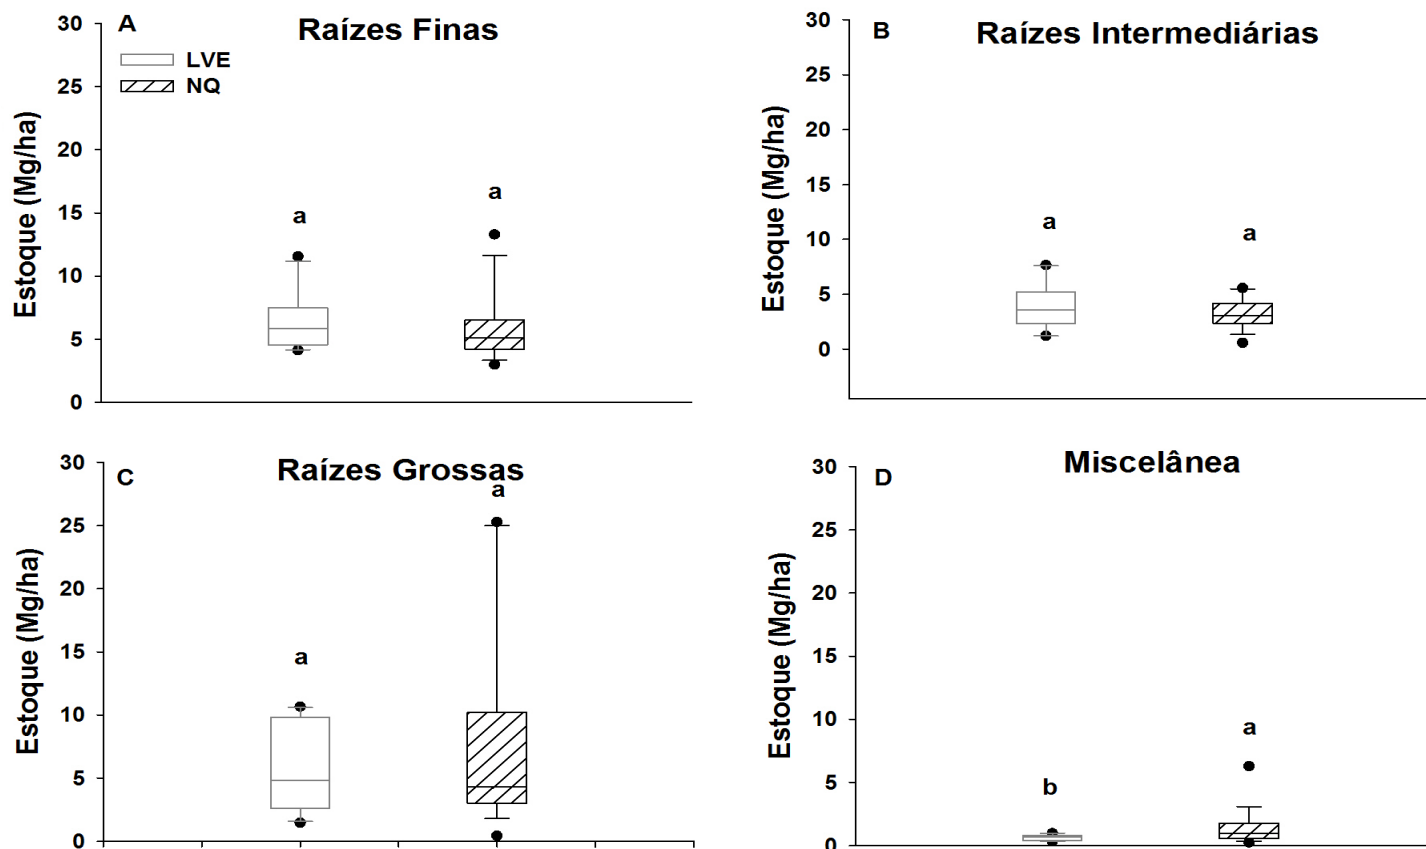 A
Raízes Finas
LVE
NQ
Estoque (Mg/ha)
30
25
20
15
10
5
0
a
a
B
Raízes Intermediárias
Estoque (Mg/ha)
30
25
20
15
10
5
0
a
a
C
Raízes Grossas
Estoque (Mg/ha)
30
25
20
15
10
5
0
a
a
D
Miscelânea
Estoque (Mg/ha)
30
25
20
15
10
5
0
b
a